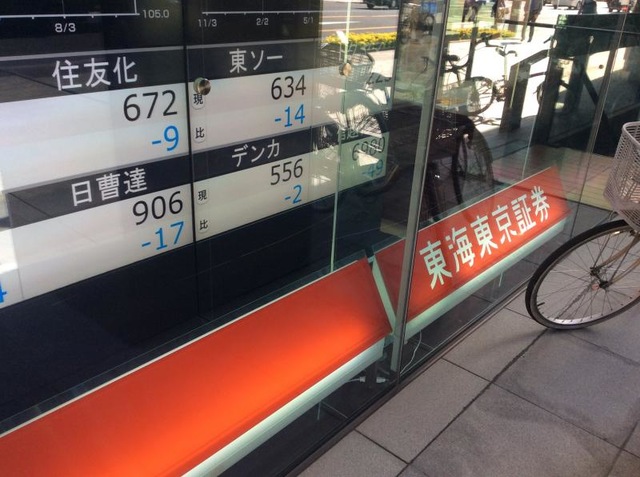 105.0
8/3
11/3 2/2 5/1
住友化
672
-9
東ソー
現 634
比 -14
日曹達
906
-17
デンカ
現 556
比 -2
東海東京証券